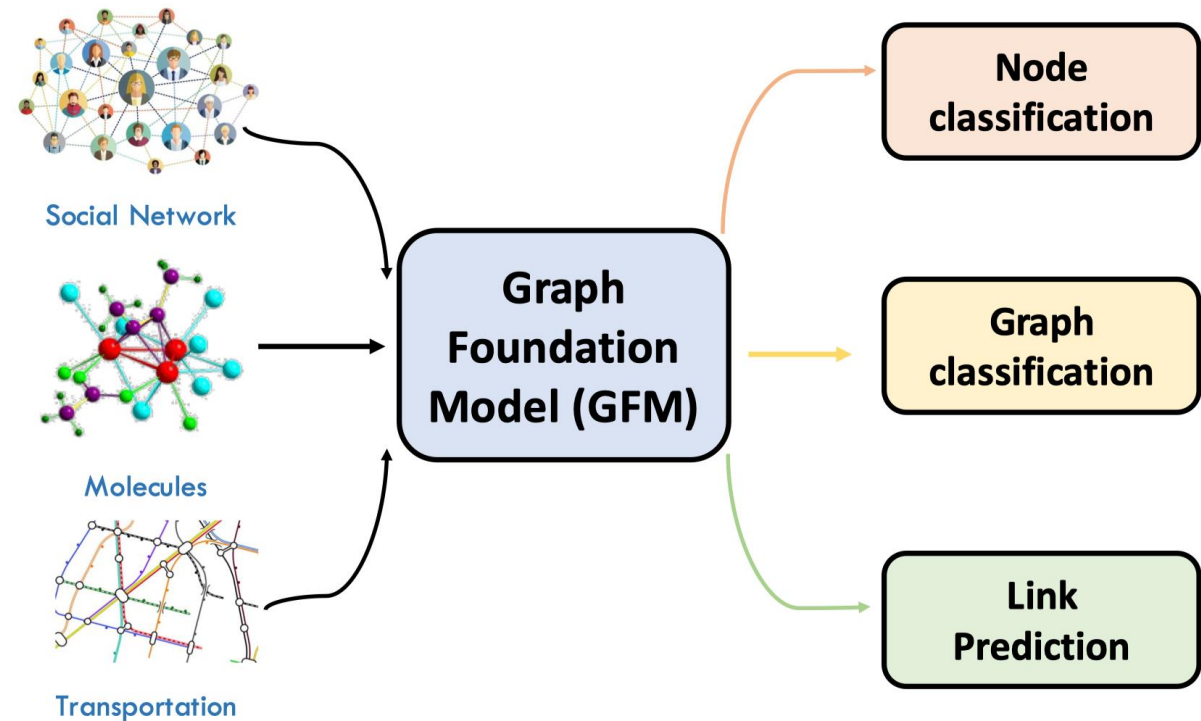 Social Network
Molecules
Transportation
Graph
Foundation
Model (GFM)
Node
classification
Graph
classification
Link
Prediction